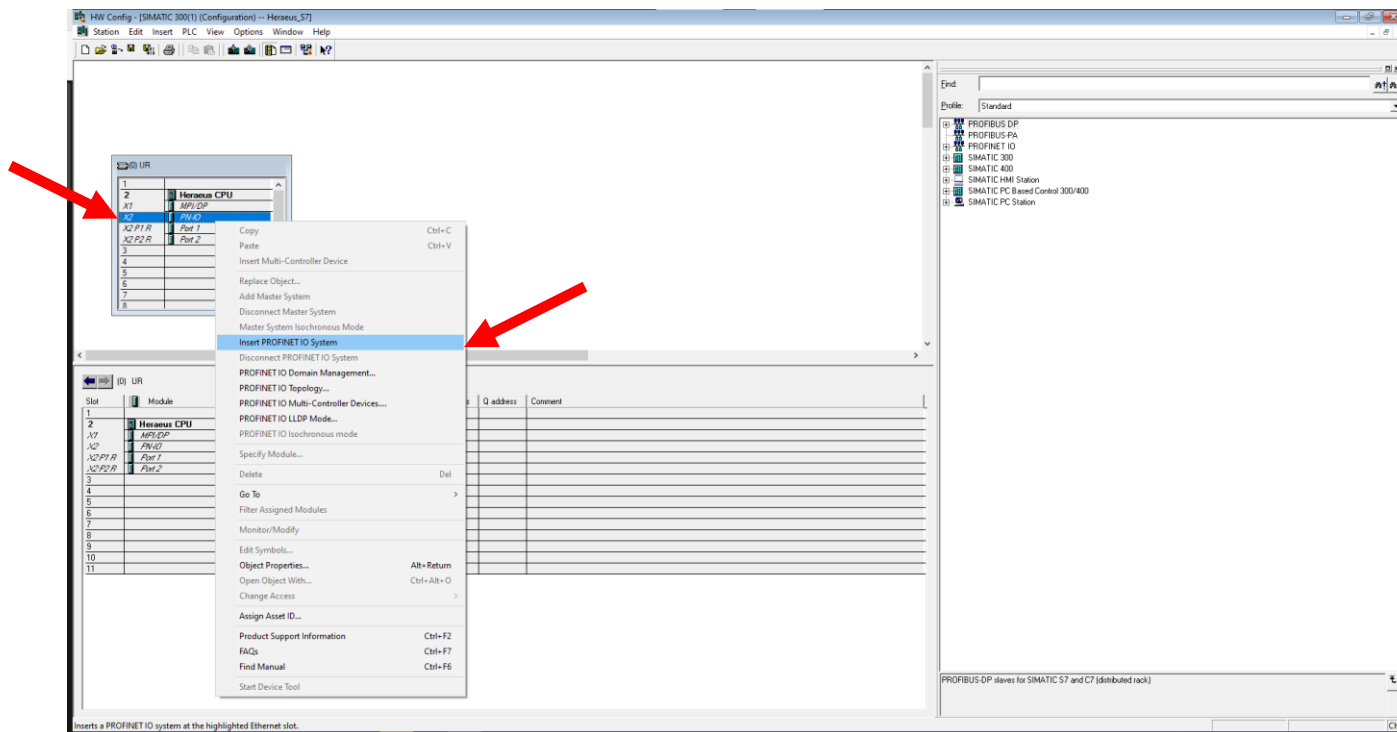 HW Config - [SIMATIC 300(1) (Configuration) -- Heraeus_S7]
Station Edit Insert PLC View Options Window Help
Find:
Profile: Standard
PROFIBUS DP
PROFIBUS-PA
PROFINET IO
SIMATIC 300
SIMATIC 400
SIMATIC HMI Station
SIMATIC PC Based Control 300/400
SIMATIC PC Station
(0) UR
1
2 Heraeus CPU
X1 MPI/DP
X2 PN-IO
X2 P1 R Port 1
X2 P2 R Port 2
3
4
5
6
7
8
Copy Ctrl+C
Paste Ctrl+V
Insert Multi-Controller Device
Replace Object...
Add Master System
Disconnect Master System
Master System Isochronous Mode
Insert PROFINET IO System
Disconnect PROFINET IO System
PROFINET IO Domain Management...
PROFINET IO Topology...
PROFINET IO Multi-Controller Devices....
PROFINET IO LLDP Mode...
PROFINET IO Isochronous mode
Specify Module...
Delete Del
Go To
Filter Assigned Modules
Monitor/Modify
Edit Symbols...
Object Properties... Alt+Return
Open Object With... Ctrl+Alt+O
Change Access
Assign Asset ID...
Product Support Information Ctrl+F2
FAQs Ctrl+F7
Find Manual Ctrl+F6
Start Device Tool
(0) UR
Slot Module Q address Comment
1
2 Heraeus CPU
X1 MPI/DP
X2 PN-IO
X2 P1 R Port 1
X2 P2 R Port 2
3
4
5
6
7
8
9
10
11
PROFIBUS-DP slaves for SIMATIC S7 and C7 (distributed rack)
Inserts a PROFINET IO system at the highlighted Ethernet slot.